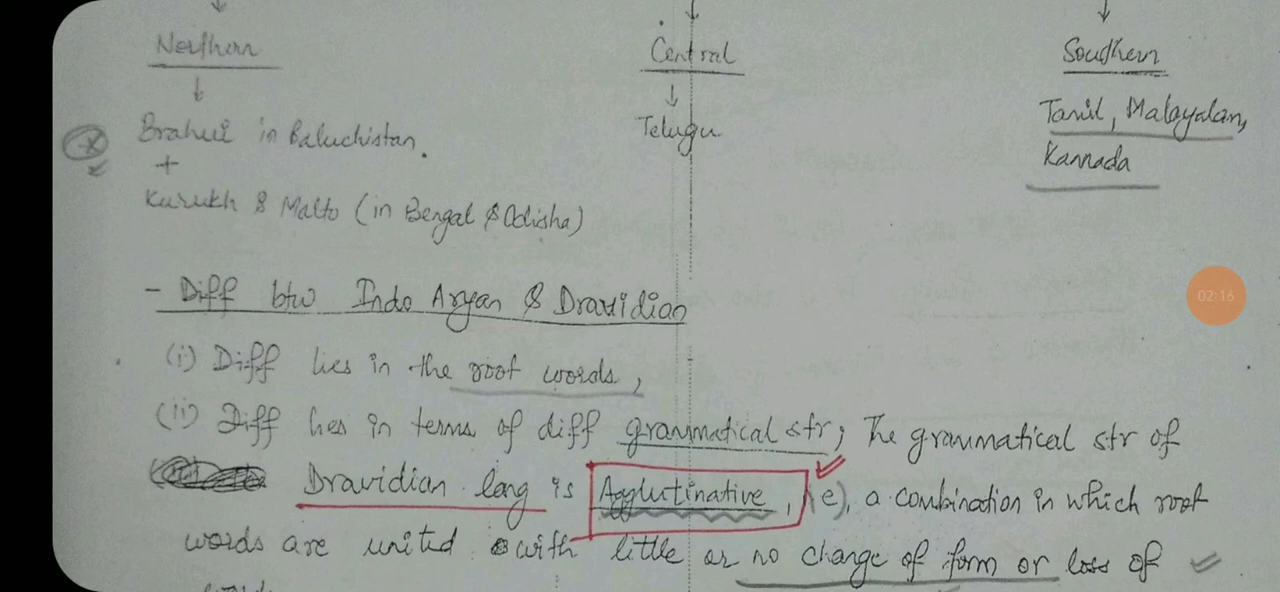 Northern Central Southern
Brahui in Baluchistan.
+
Kurukh & Malto (in Bengal & Odisha)
Telugu
Tamil, Malayalam,
Kannada
- Diff btw Indo Aryan & Dravidian
(i) Diff lies in the root words,
(ii) Diff lies in terms of diff grammatical str; The grammatical str of
Dravidian lang is Agglutinative, (ie), a combination in which root
words are united with little or no change of form or loss of
02:16